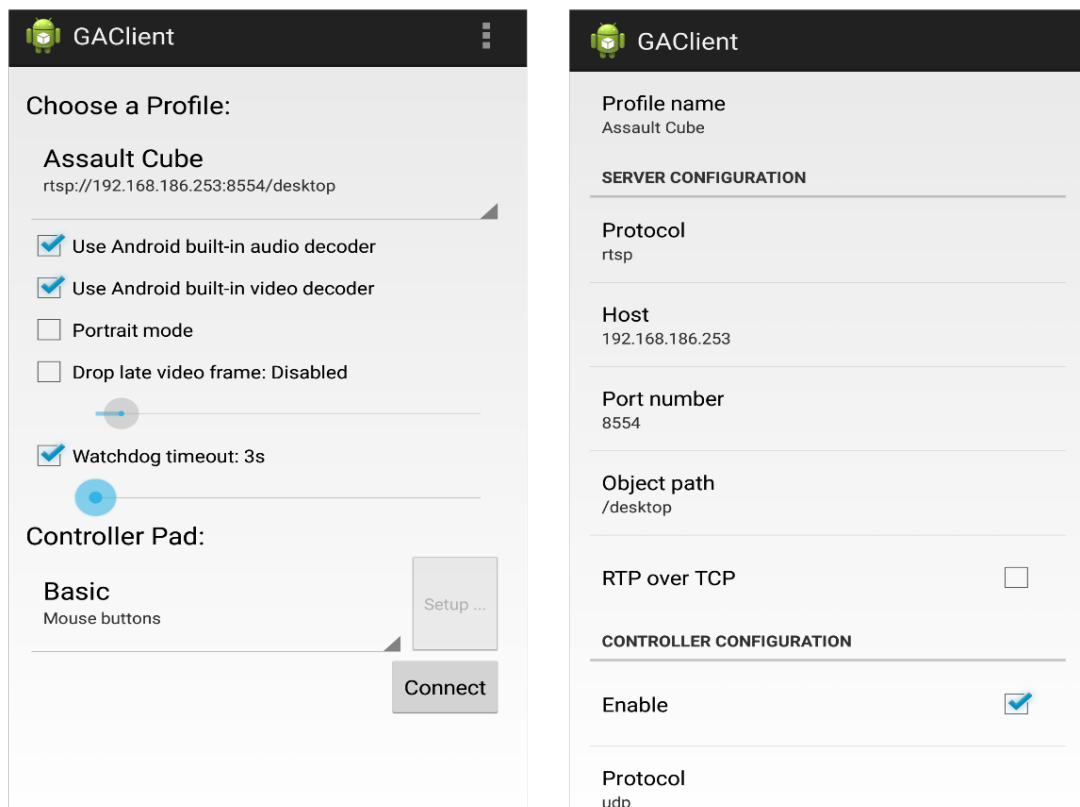 GAClient
Choose a Profile:
Assault Cube
rtsp://192.168.186.253:8554/desktop
Use Android built-in audio decoder
Use Android built-in video decoder
Portrait mode
Drop late video frame: Disabled
Watchdog timeout: 3s
Controller Pad:
Basic
Mouse buttons
Setup ...
Connect
GAClient
Profile name
Assault Cube
SERVER CONFIGURATION
Protocol
rtsp
Host
192.168.186.253
Port number
8554
Object path
/desktop
RTP over TCP
CONTROLLER CONFIGURATION
Enable
Protocol
udp